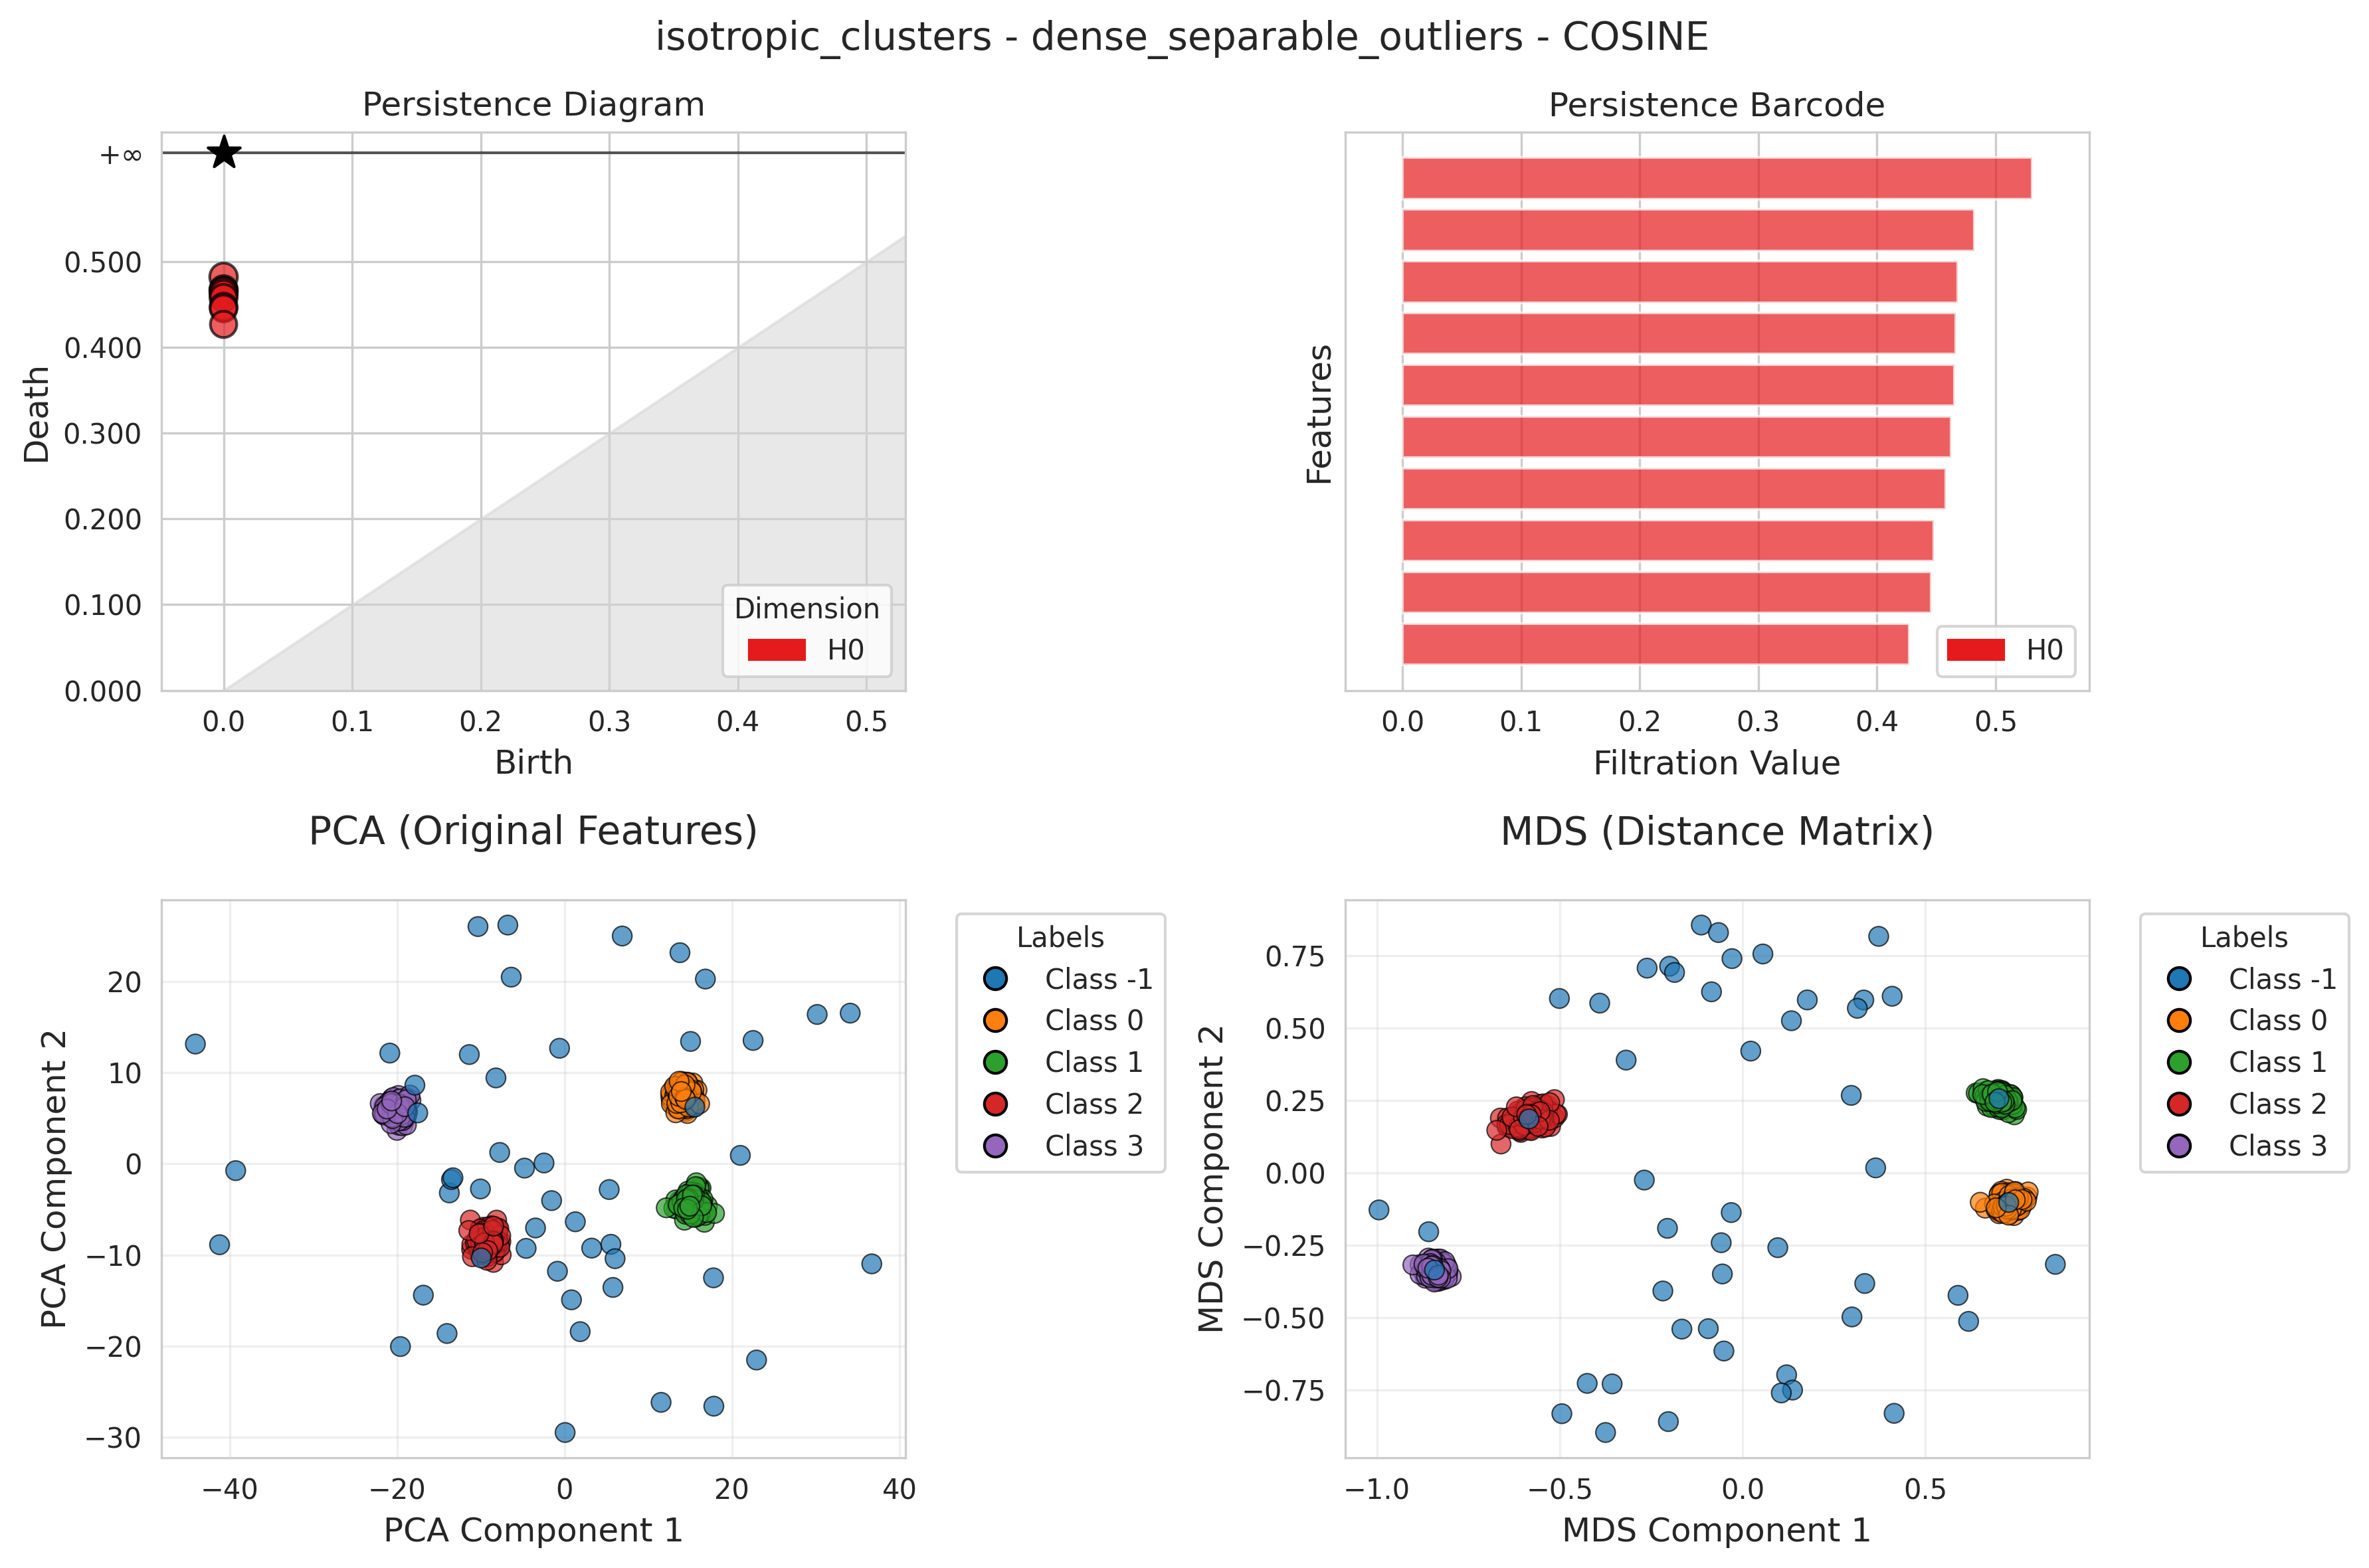 isotropic_clusters - dense_separable_outliers - COSINE
Persistence Diagram
+∞
0.500
0.400
0.300
0.200
0.100
0.000
Death
0.0 0.1 0.2 0.3 0.4 0.5
Birth
Dimension
H0
Persistence Barcode
Features
0.0 0.1 0.2 0.3 0.4 0.5
Filtration Value
H0
PCA (Original Features)
20
10
0
−10
−20
−30
PCA Component 2
−40 −20 0 20 40
PCA Component 1
Labels
Class -1
Class 0
Class 1
Class 2
Class 3
MDS (Distance Matrix)
0.75
0.50
0.25
0.00
−0.25
−0.50
−0.75
MDS Component 2
−1.0 −0.5 0.0 0.5
MDS Component 1
Labels
Class -1
Class 0
Class 1
Class 2
Class 3